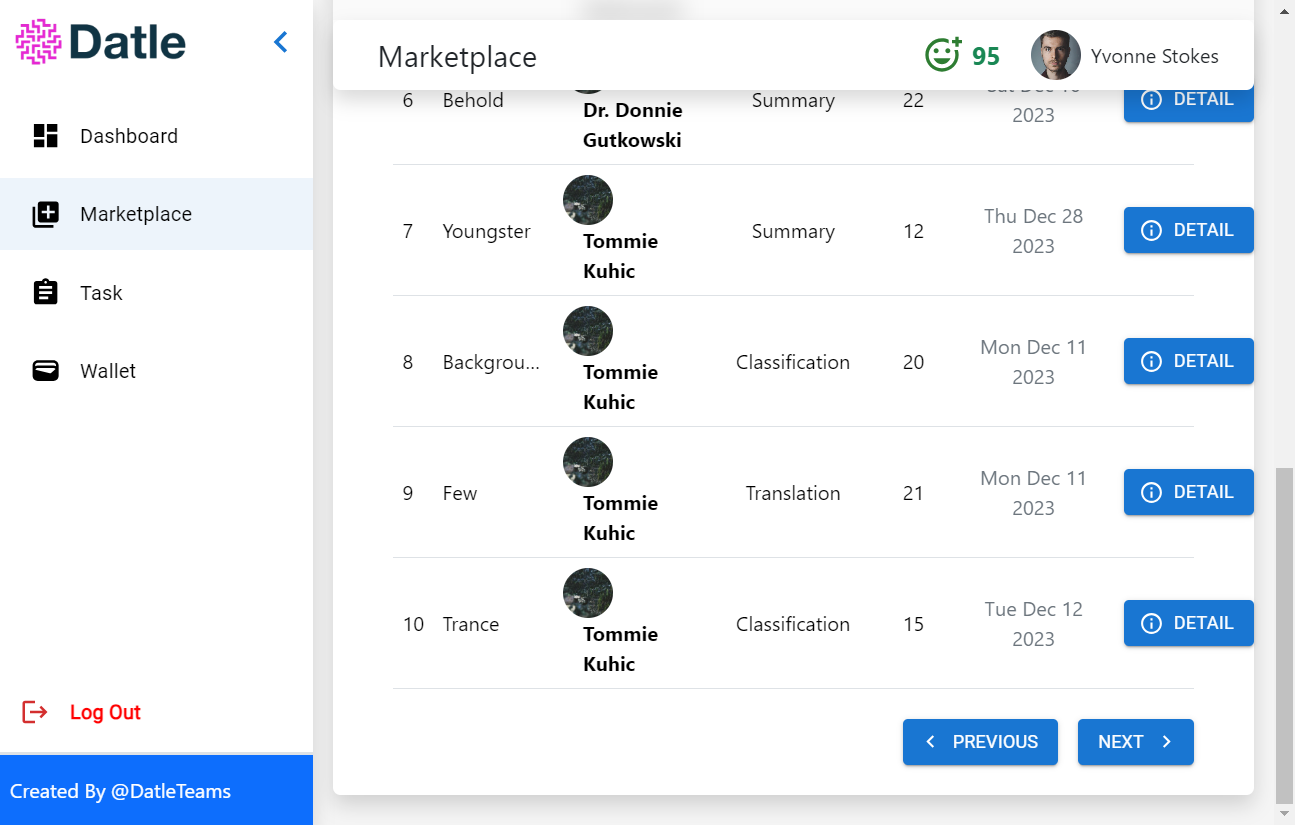 Datle
Marketplace
95
Yvonne Stokes
Dashboard
Marketplace
Task
Wallet
Log Out
Created By @DatleTeams
6 Behold Dr. Donnie Gutkowski Summary 22 Sat Dec 2023 DETAIL
7 Youngster Tommie Kuhic Summary 12 Thu Dec 28 2023 DETAIL
8 Backgrou... Tommie Kuhic Classification 20 Mon Dec 11 2023 DETAIL
9 Few Tommie Kuhic Translation 21 Mon Dec 11 2023 DETAIL
10 Trance Tommie Kuhic Classification 15 Tue Dec 12 2023 DETAIL
PREVIOUS NEXT